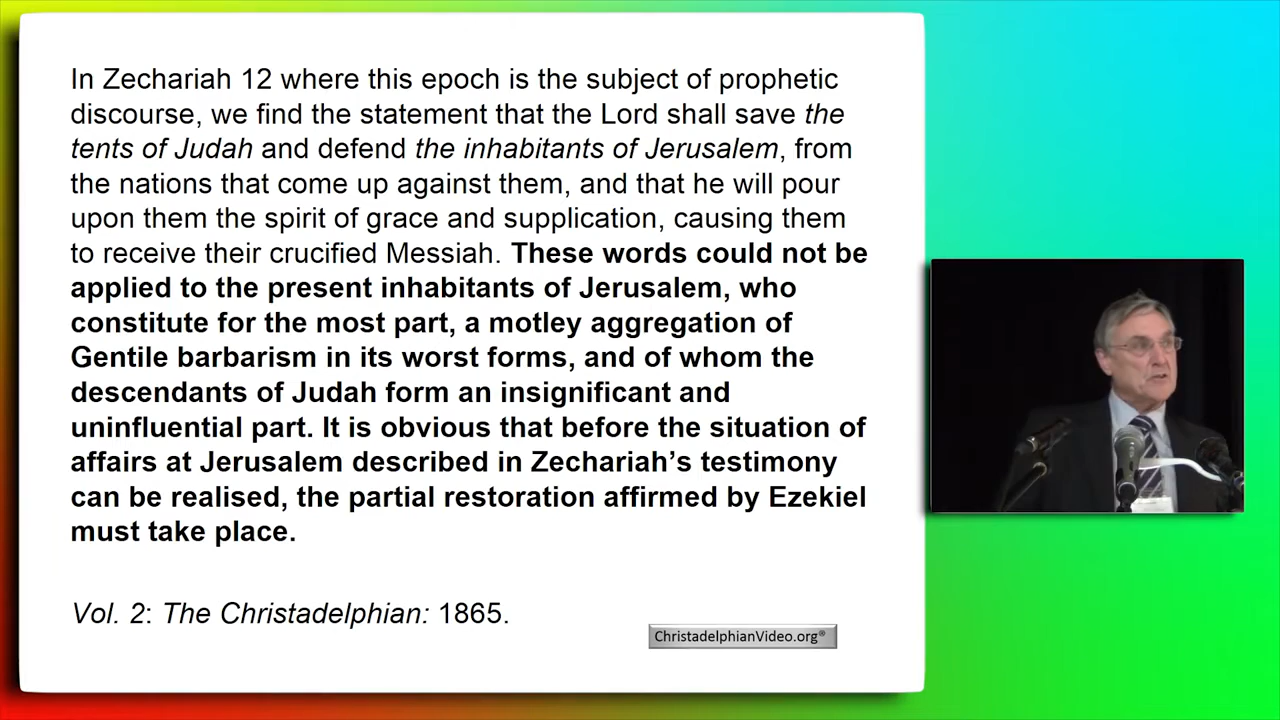 In Zechariah 12 where this epoch is the subject of prophetic
discourse, we find the statement that the Lord shall save the
tents of Judah and defend the inhabitants of Jerusalem, from
the nations that come up against them, and that he will pour
upon them the spirit of grace and supplication, causing them
to receive their crucified Messiah. These words could not be
applied to the present inhabitants of Jerusalem, who
constitute for the most part, a motley aggregation of
Gentile barbarism in its worst forms, and of whom the
descendants of Judah form an insignificant and
uninfluential part. It is obvious that before the situation of
affairs at Jerusalem described in Zechariah's testimony
can be realised, the partial restoration affirmed by Ezekiel
must take place.
Vol. 2: The Christadelphian: 1865.
ChristadelphianVideo.org®